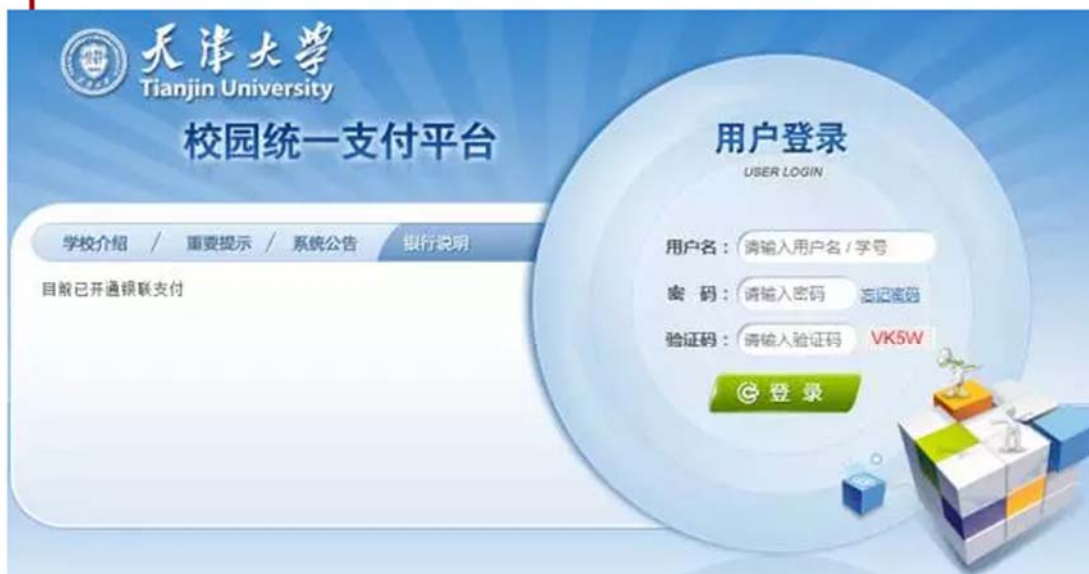 天津大学
Tianjin University
校园统一支付平台
学校介绍 / 重要提示 / 系统公告 银行说明
目前已开通银联支付
用户登录
USER LOGIN
用户名： 请输入用户名 / 学号
密 码： 请输入密码 忘记密码
验证码： 请输入验证码 VK5W
登 录